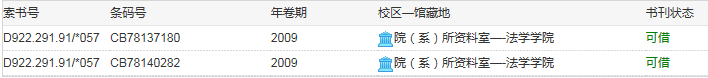 索书号 条码号 年卷期 校区—馆藏地 书刊状态
D922.291.91/*057 CB78137180 2009 院（系）所资料室—法学学院 可借
D922.291.91/*057 CB78140282 2009 院（系）所资料室—法学学院 可借